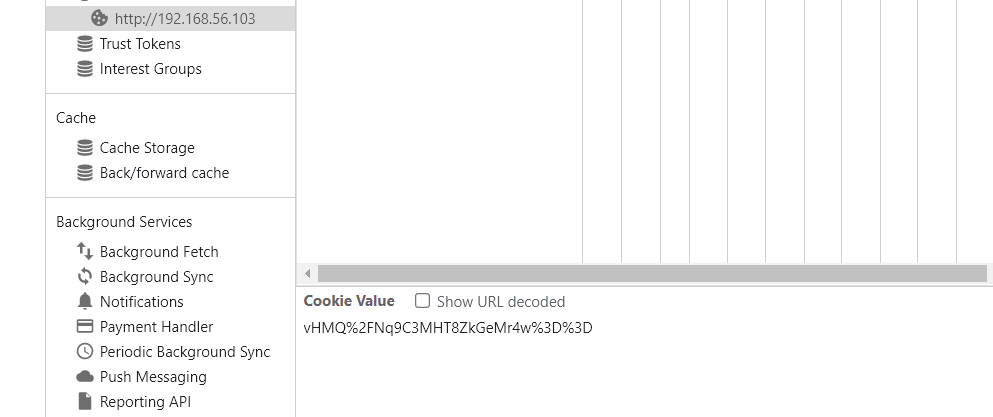 http://192.168.56.103
Trust Tokens
Interest Groups
Cache
Cache Storage
Back/forward cache
Background Services
Background Fetch
Background Sync
Notifications
Payment Handler
Periodic Background Sync
Push Messaging
Reporting API
Cookie Value
Show URL decoded
vHMQ%2FNq9C3MHT8ZkGeMr4w%3D%3D